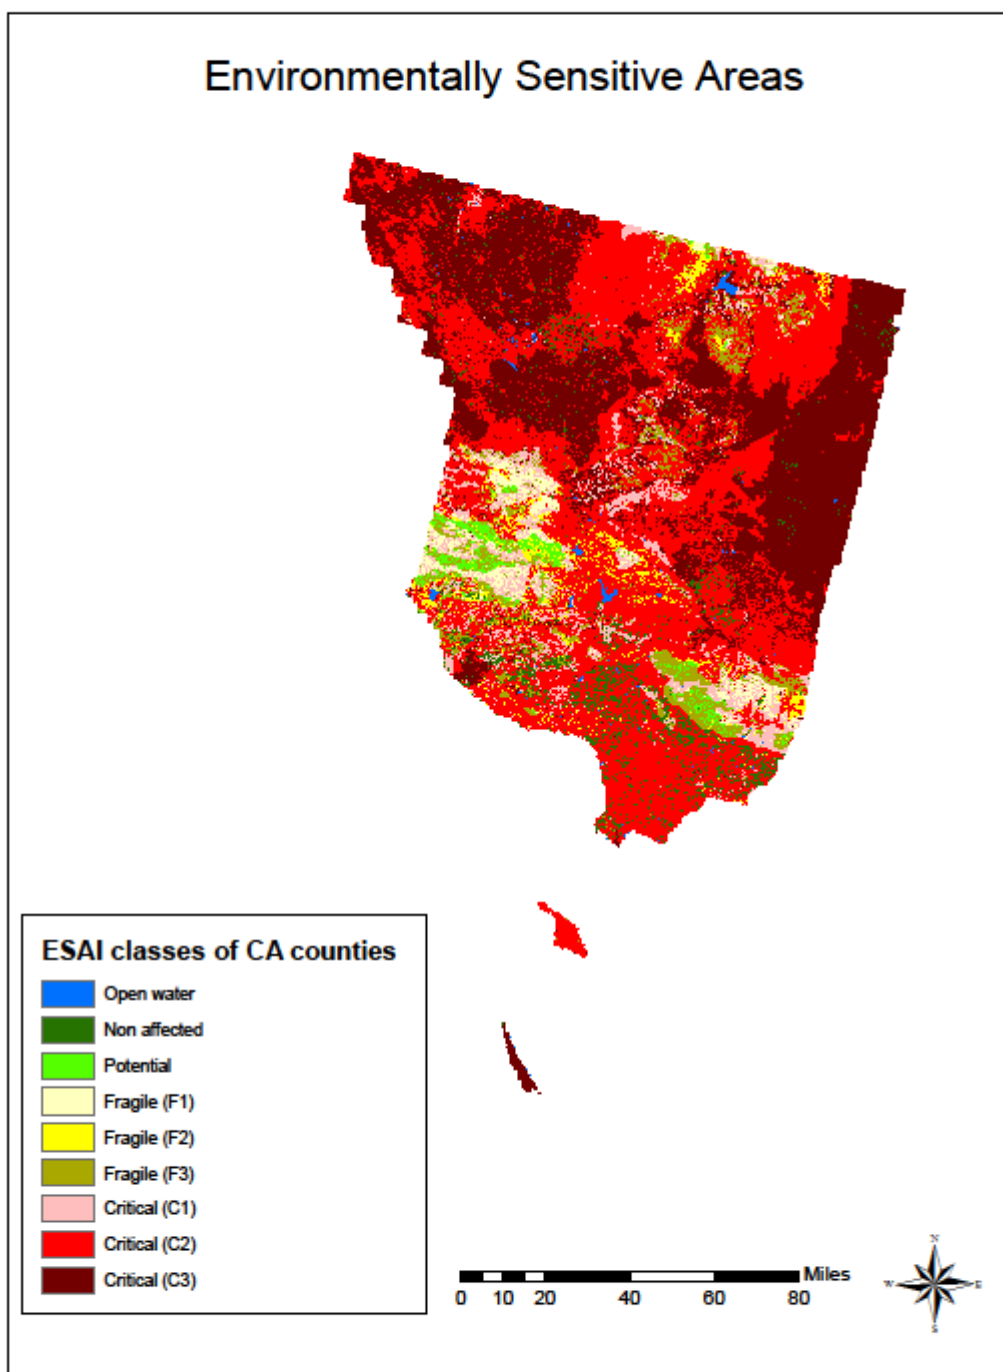 Environmentally Sensitive Areas
ESAI classes of CA counties
Open water
Non affected
Potential
Fragile (F1)
Fragile (F2)
Fragile (F3)
Critical (C1)
Critical (C2)
Critical (C3)
Miles
0 10 20 40 60 80
N
W E
S